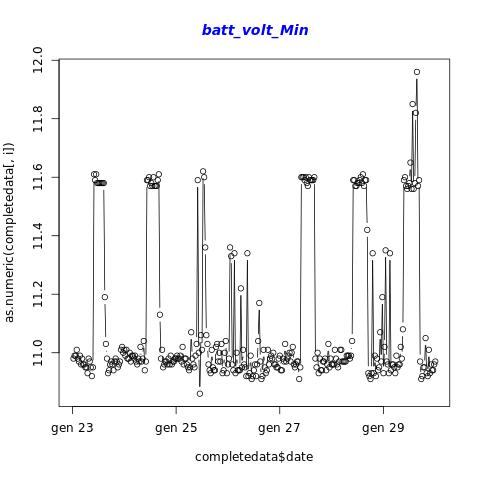 batt_volt_Min
as.numeric(completedata[, i])
12.0
11.8
11.6
11.4
11.2
11.0
gen 23
gen 25
gen 27
gen 29
completedata$date